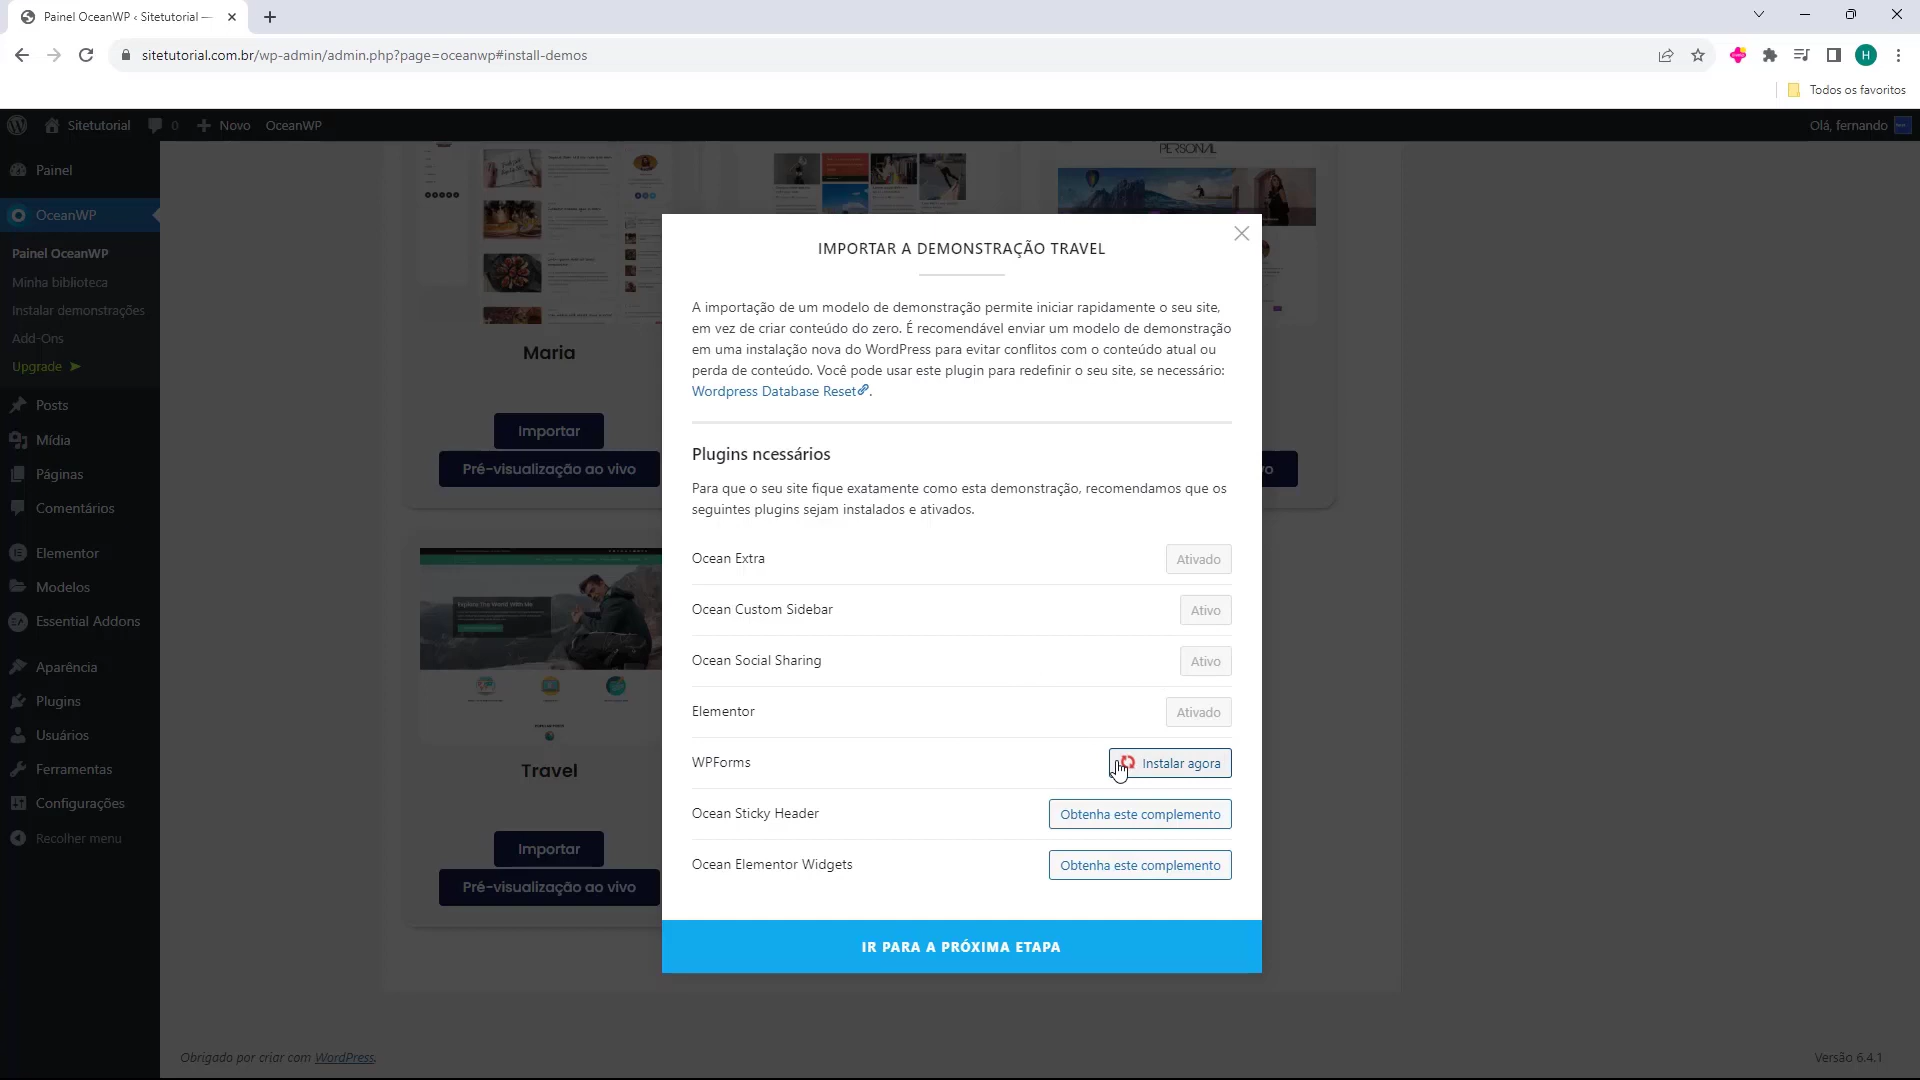 Painel OceanWP ‹ Sitetutorial —
sitetutorial.com.br/wp-admin/admin.php?page=oceanwp#install-demos
H
Todos os favoritos
Sitetutorial
0
Novo
OceanWP
Olá, fernando
Painel
OceanWP
Painel OceanWP
Minha biblioteca
Instalar demonstrações
Add-Ons
Upgrade ➤
Posts
Mídia
Páginas
Comentários
Elementor
Modelos
Essential Addons
Aparência
Plugins
Usuários
Ferramentas
Configurações
Recolher menu
PERSONAL
Maria
Importar
Pré-visualização ao vivo
vo
Explore The World With Me
Travel
Importar
Pré-visualização ao vivo
IMPORTAR A DEMONSTRAÇÃO TRAVEL
A importação de um modelo de demonstração permite iniciar rapidamente o seu site,
em vez de criar conteúdo do zero. É recomendável enviar um modelo de demonstração
em uma instalação nova do WordPress para evitar conflitos com o conteúdo atual ou
perda de conteúdo. Você pode usar este plugin para redefinir o seu site, se necessário:
Wordpress Database Reset.
Plugins ncessários
Para que o seu site fique exatamente como esta demonstração, recomendamos que os
seguintes plugins sejam instalados e ativados.
Ocean Extra
Ativado
Ocean Custom Sidebar
Ativo
Ocean Social Sharing
Ativo
Elementor
Ativado
WPForms
Instalar agora
Ocean Sticky Header
Obtenha este complemento
Ocean Elementor Widgets
Obtenha este complemento
IR PARA A PRÓXIMA ETAPA
Obrigado por criar com WordPress.
Versão 6.4.1